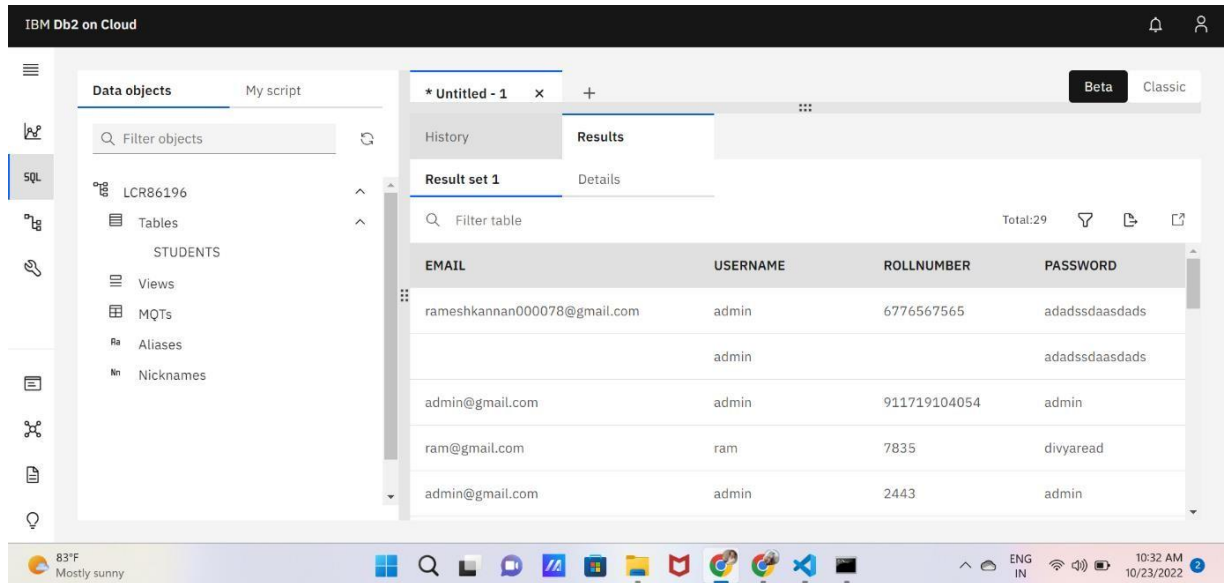 IBM Db2 on Cloud
Data objects My script
* Untitled - 1 × +
Beta Classic
Filter objects
History Results
SQL
Result set 1 Details
LCR86196
Filter table Total:29
Tables
STUDENTS
Views
MQTs
Aliases
Nicknames
EMAIL USERNAME ROLLNUMBER PASSWORD
rameshkannan000078@gmail.com admin 6776567565 adadssdaasdads
admin adadssdaasdads
admin@gmail.com admin 911719104054 admin
ram@gmail.com ram 7835 divyaread
admin@gmail.com admin 2443 admin
83°F
Mostly sunny
ENG
IN
10:32 AM
10/23/2022 2